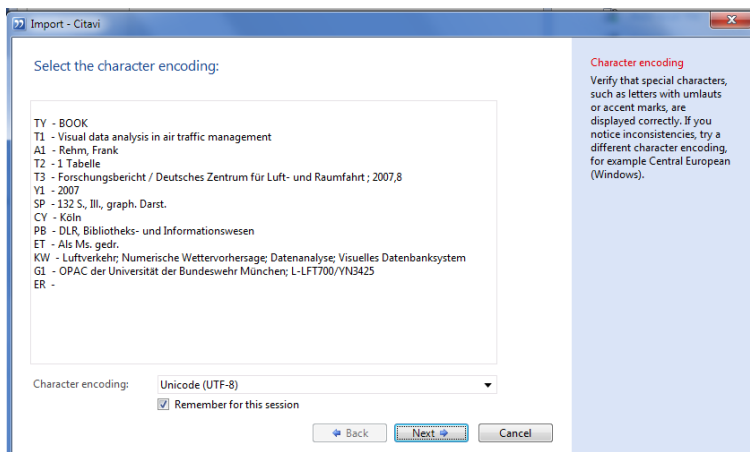 Import - Citavi
Select the character encoding:
TY - BOOK
T1 - Visual data analysis in air traffic management
A1 - Rehm, Frank
T2 - 1 Tabelle
T3 - Forschungsbericht / Deutsches Zentrum für Luft- und Raumfahrt ; 2007,8
Y1 - 2007
SP - 132 S., Ill., graph. Darst.
CY - Köln
PB - DLR, Bibliotheks- und Informationswesen
ET - Als Ms. gedr.
KW - Luftverkehr; Numerische Wettervorhersage; Datenanalyse; Visuelles Datenbanksystem
G1 - OPAC der Universität der Bundeswehr München; L-LFT700/YN3425
ER -
Character encoding: Unicode (UTF-8)
Remember for this session
Back Next Cancel
Character encoding
Verify that special characters,
such as letters with umlauts
or accent marks, are
displayed correctly. If you
notice inconsistencies, try a
different character encoding,
for example Central European
(Windows).